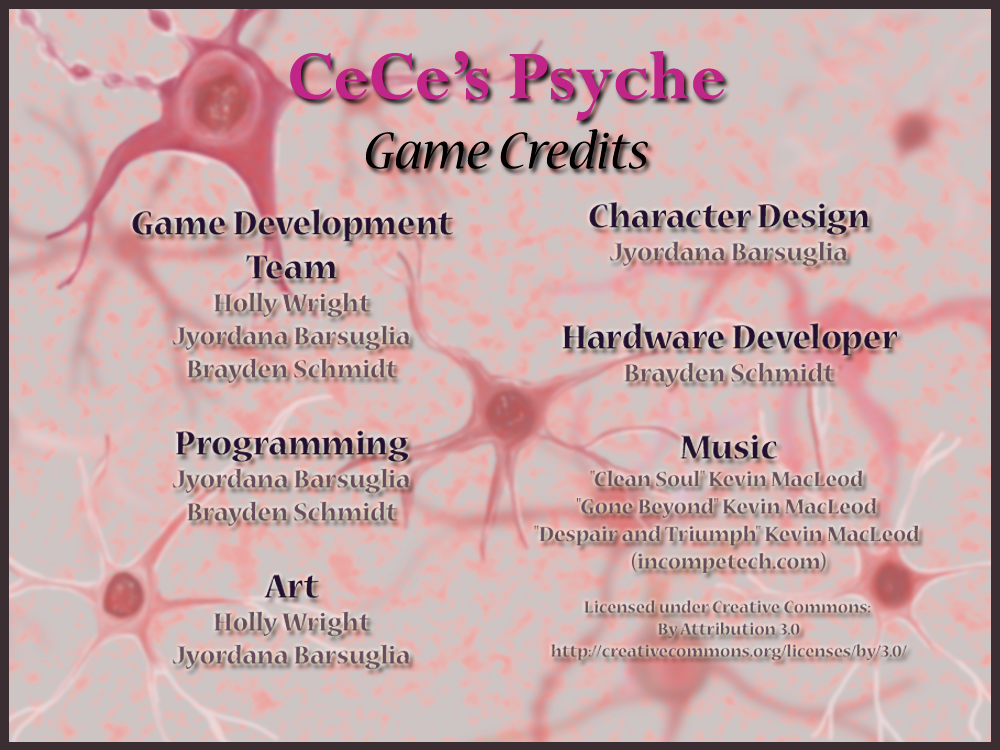 CeCe’s Psyche
Game Credits
Game Development
Team
Holly Wright
Jyordana Barsuglia
Brayden Schmidt
Programming
Jyordana Barsuglia
Brayden Schmidt
Art
Holly Wright
Jyordana Barsuglia
Character Design
Jyordana Barsuglia
Hardware Developer
Brayden Schmidt
Music
"Clean Soul" Kevin MacLeod
"Gone Beyond" Kevin MacLeod
"Despair and Triumph" Kevin MacLeod
(incompetech.com)
Licensed under Creative Commons:
By Attribution 3.0
http://creativecommons.org/licenses/by/3.0/